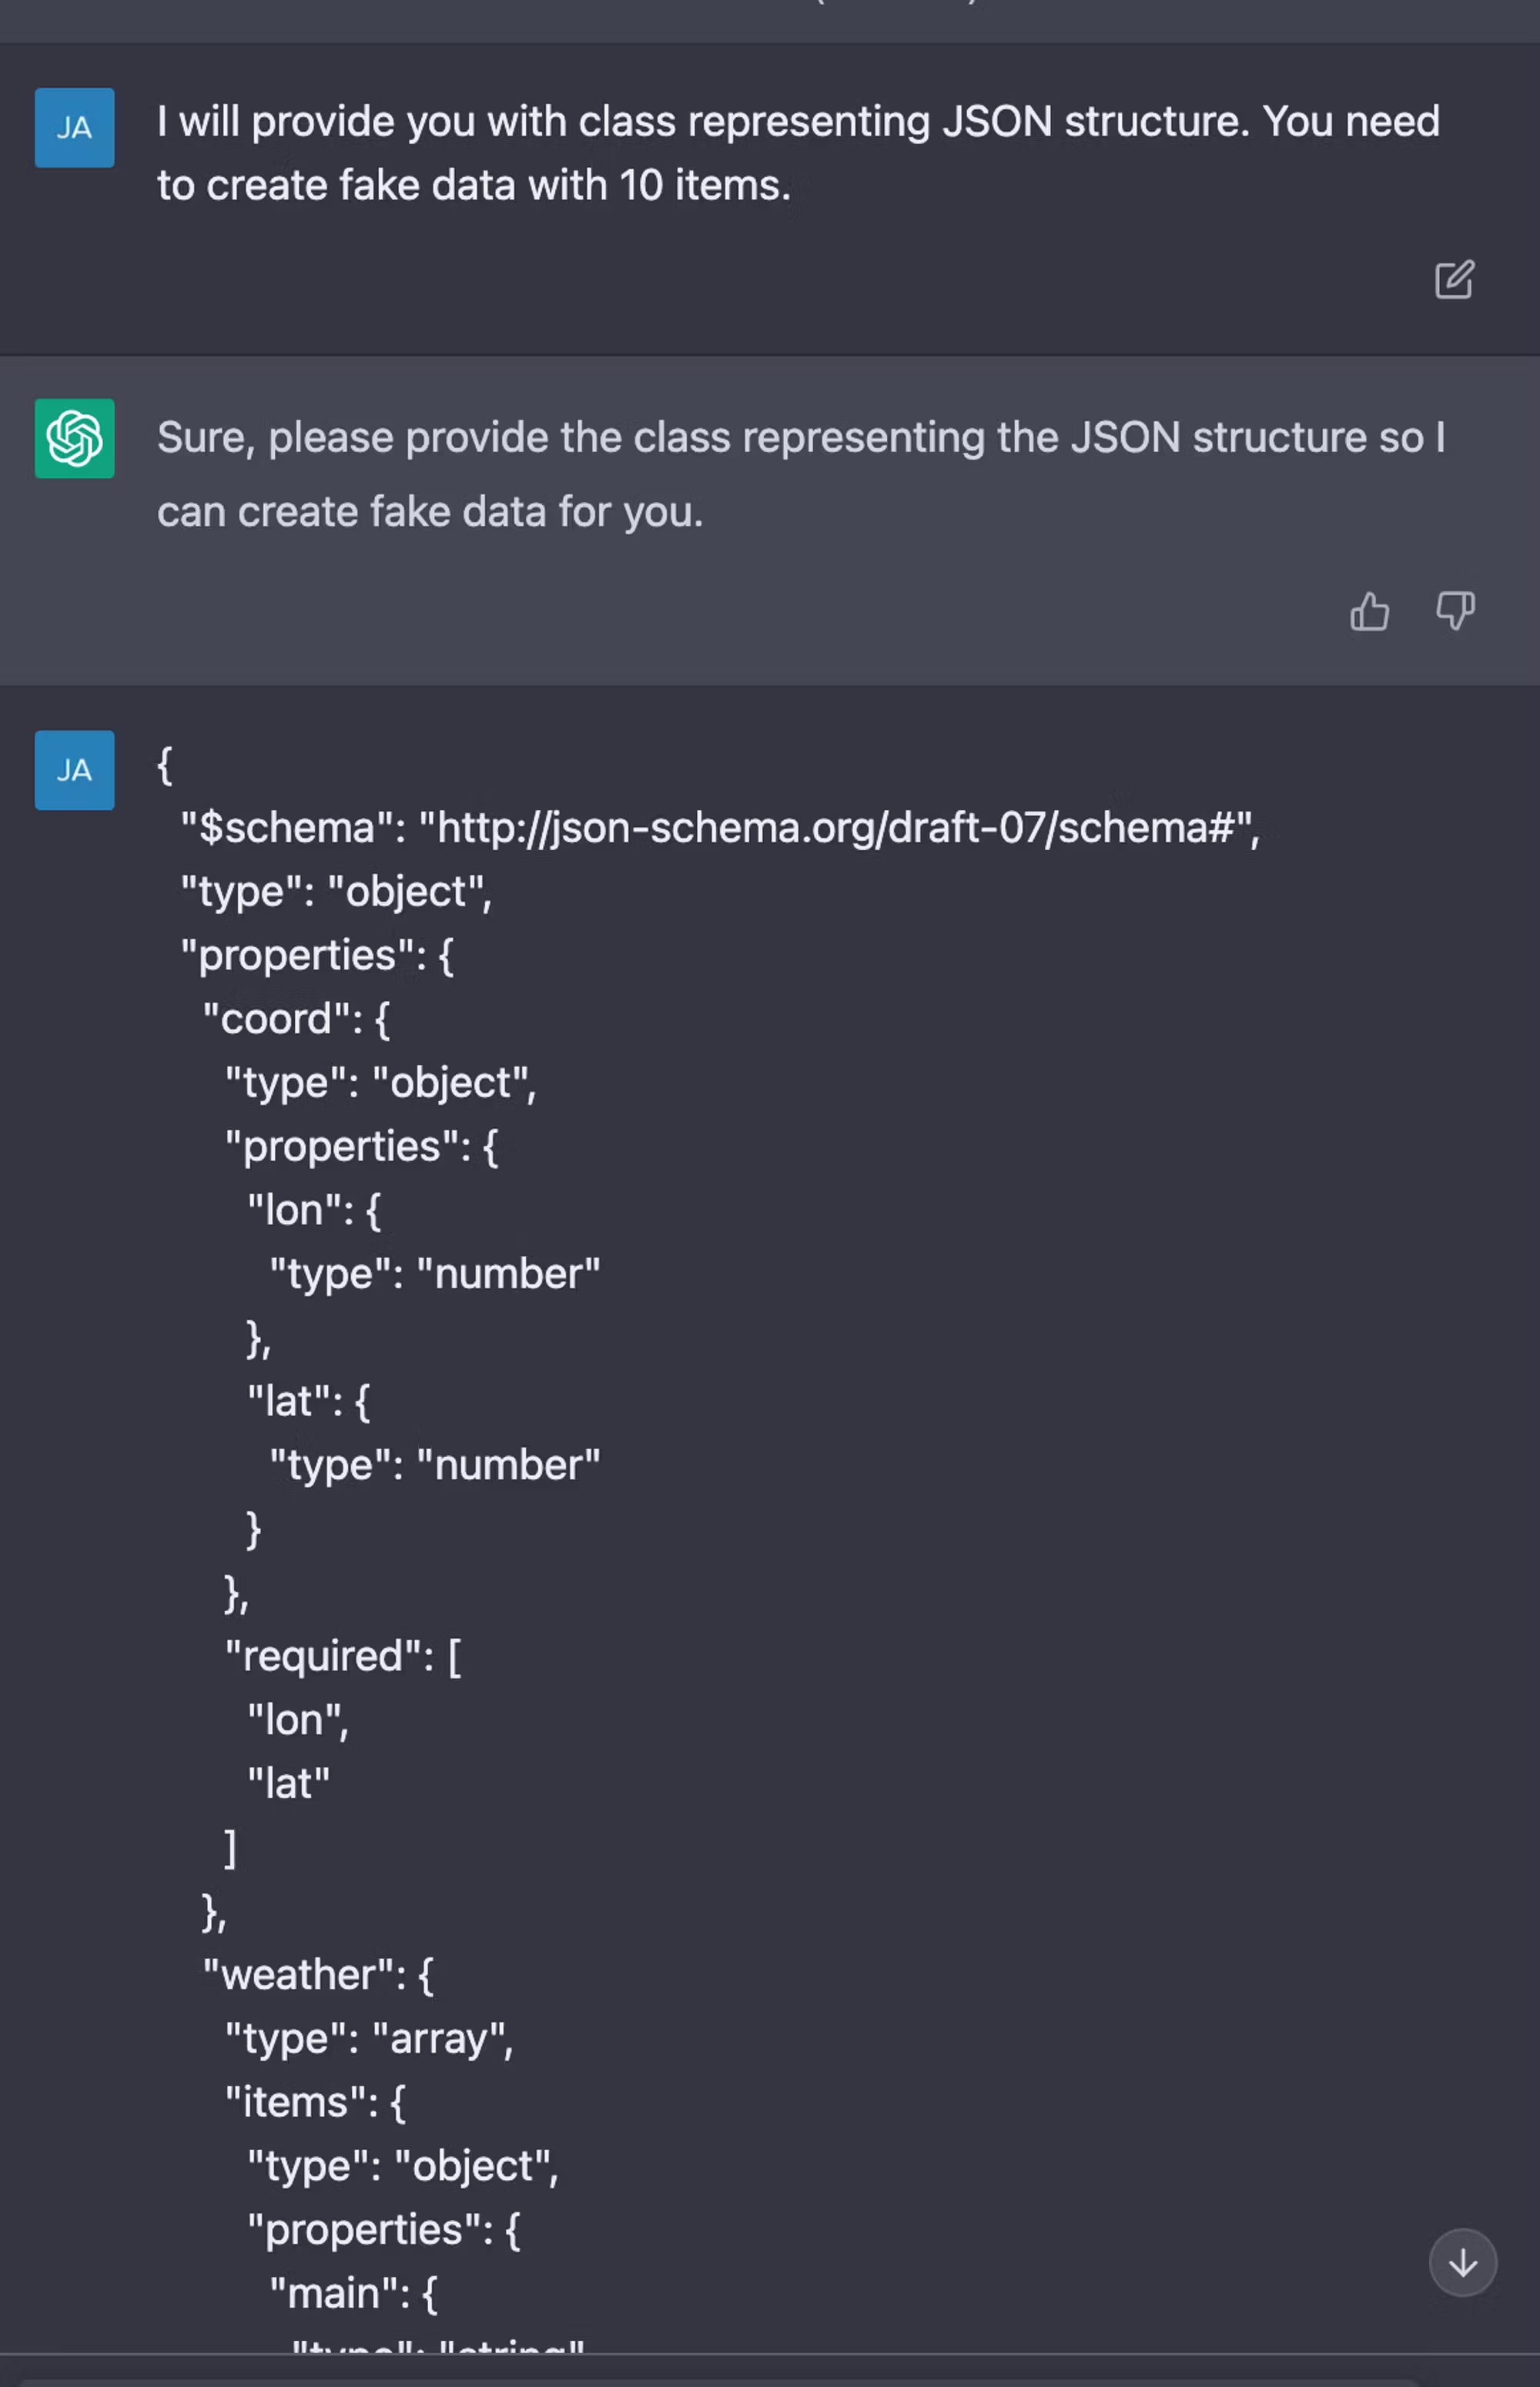 JA
I will provide you with class representing JSON structure. You need
to create fake data with 10 items.
Sure, please provide the class representing the JSON structure so I
can create fake data for you.
JA
{
"$schema": "http://json-schema.org/draft-07/schema#",
"type": "object",
"properties": {
"coord": {
"type": "object",
"properties": {
"lon": {
"type": "number"
},
"lat": {
"type": "number"
}
},
"required": [
"lon",
"lat"
]
},
"weather": {
"type": "array",
"items": {
"type": "object",
"properties": {
"main": {
"type": "string"